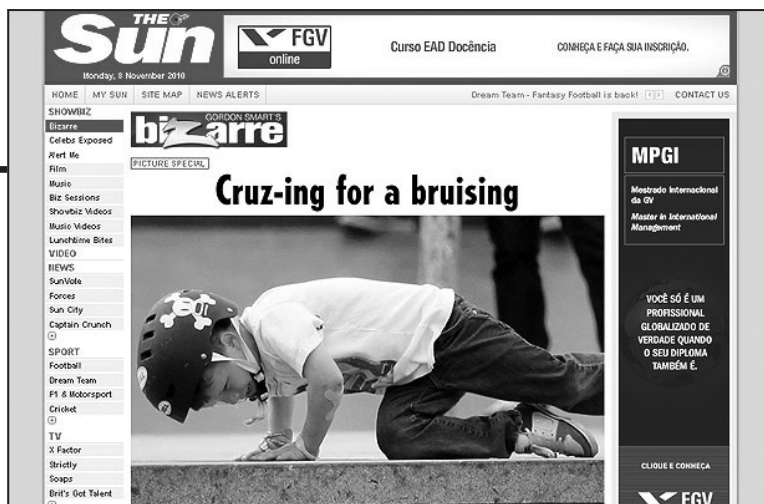 THE
Sun
Monday, 8 November 2010
FGV
online
Curso EAD Docência
CONHEÇA E FAÇA SUA INSCRIÇÃO.
HOME
MY SUN
SITE MAP
NEWS ALERTS
Dream Team - Fantasy Football is back!
CONTACT US
SHOWBIZ
Bizarre
Celebs Exposed
Alert Me
Film
Music
Biz Sessions
Showbiz Videos
Music Videos
Lunchtime Bites
VIDEO
NEWS
SunVote
Forces
Sun City
Captain Crunch
SPORT
Football
Dream Team
F1 & Motorsport
Cricket
TV
X Factor
Strictly
Soaps
Brit's Got Talent
GORDON SMART'S
bizarre
PICTURE SPECIAL
Cruz-ing for a bruising
MPGI
Mestrado Internacional
da GV
Master in International
Management
VOCÊ SÓ É UM
PROFISSIONAL
GLOBALIZADO DE
VERDADE QUANDO
O SEU DIPLOMA
TAMBÉM É.
CLIQUE E CONHEÇA
FGV